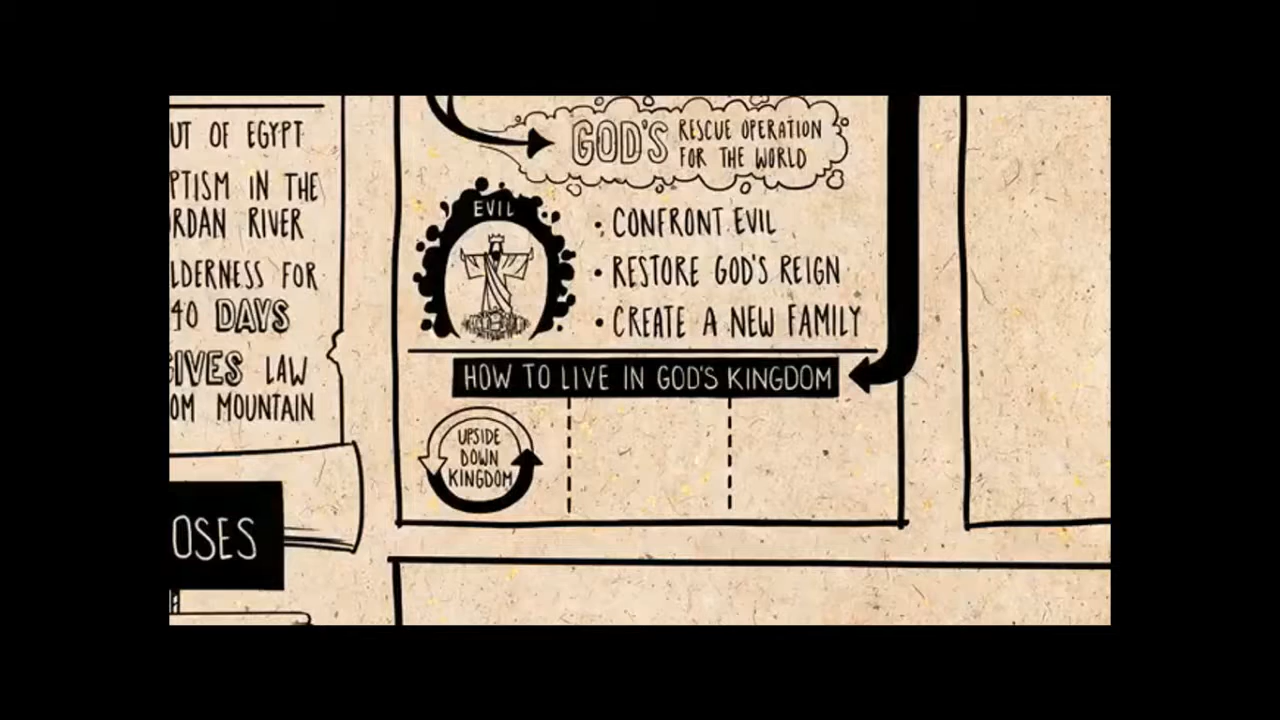 UT OF EGYPT
PTISM IN THE
RDAN RIVER
LDERNESS FOR
40 DAYS
GIVES LAW
OM MOUNTAIN
OSES
GOD'S RESCUE OPERATION
FOR THE WORLD
EVIL
• CONFRONT EVIL
• RESTORE GOD'S REIGN
• CREATE A NEW FAMILY
HOW TO LIVE IN GOD'S KINGDOM
UPSIDE
DOWN
KINGDOM